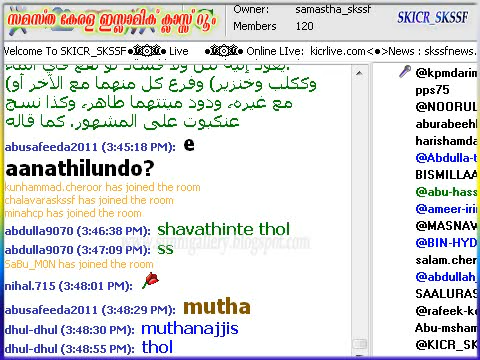 സമസ്ത കേരള ഇസ്ലാമിക് ക്ലാസ്സ് റൂം
Owner: samastha_skssf
Members 120
SKICR_SKSSF
Welcome To SKICR_SKSSF Live Online LIve: kicrlive.com<●>News : skssfnews.
وككلب وخنزير) وفرع كل منهما مع الآخر أو)
مع غيره، ودود ميتتهما طاهر، وكذا نسج
عنكبوت على المشهور. كما قاله
abusafeeda2011 (3:45:18 PM): e
aanathilundo?
kunhammad.cheroor has joined the room
chalavaraskssf has joined the room
minahcp has joined the room
abdulla9070 (3:46:38 PM): shavathinte thol
abdulla9070 (3:47:09 PM): ss
SaBu_M0N has joined the room
nihal.715 (3:48:01 PM):
abusafeeda2011 (3:48:29 PM): mutha
dhul-dhul (3:48:30 PM): muthanajjis
dhul-dhul (3:48:55 PM): thol
@kpmdarim
pps75
@NOORUL
aburabeeh
harishamda
@Abdulla-t
BISMILLAA
@abu-hass
@ameer-irin
@MASNAV
@BIN-HYD
salam.cher
@abdullah_
SAALURAS
@rafeek-ke
Abu-msham
@KICR_SK